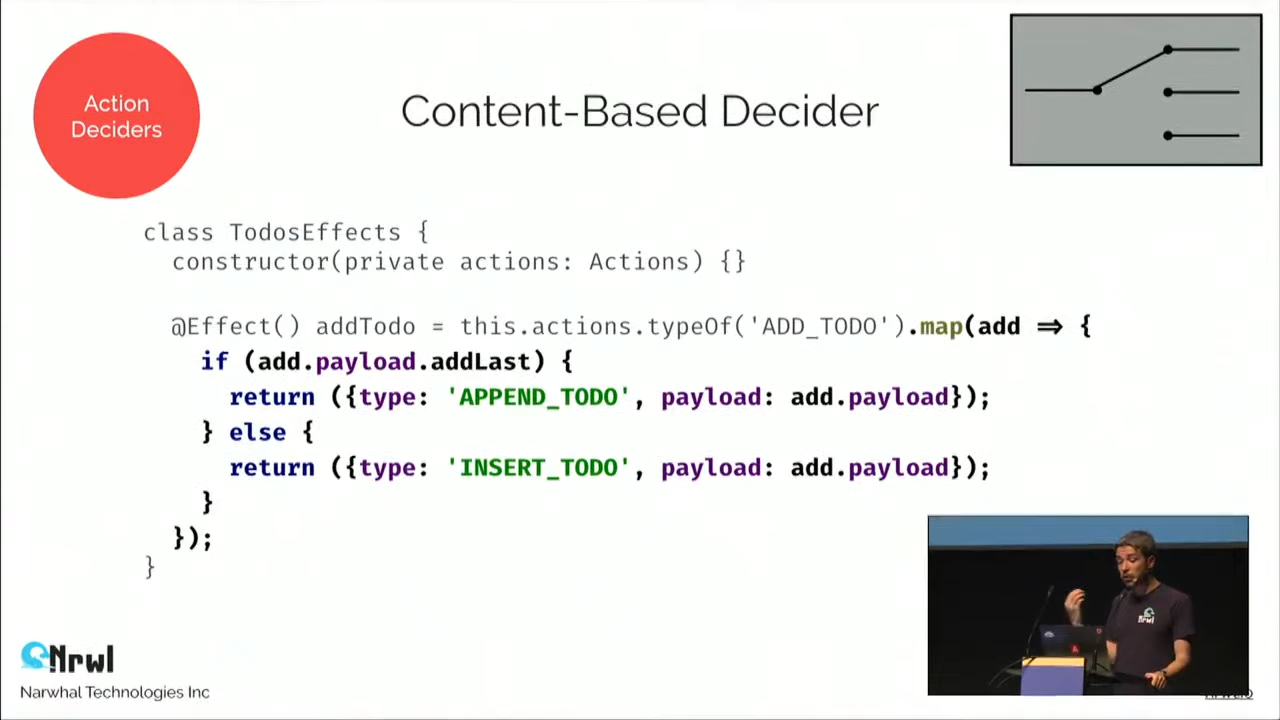 Action
Deciders
Content-Based Decider
class TodosEffects {
constructor(private actions: Actions) {}
@Effect() addTodo = this.actions.typeOf('ADD_TODO').map(add => {
if (add.payload.addLast) {
return ({type: 'APPEND_TODO', payload: add.payload});
} else {
return ({type: 'INSERT_TODO', payload: add.payload});
}
});
}
Nrwl
Nrwl
Narwhal Technologies Inc